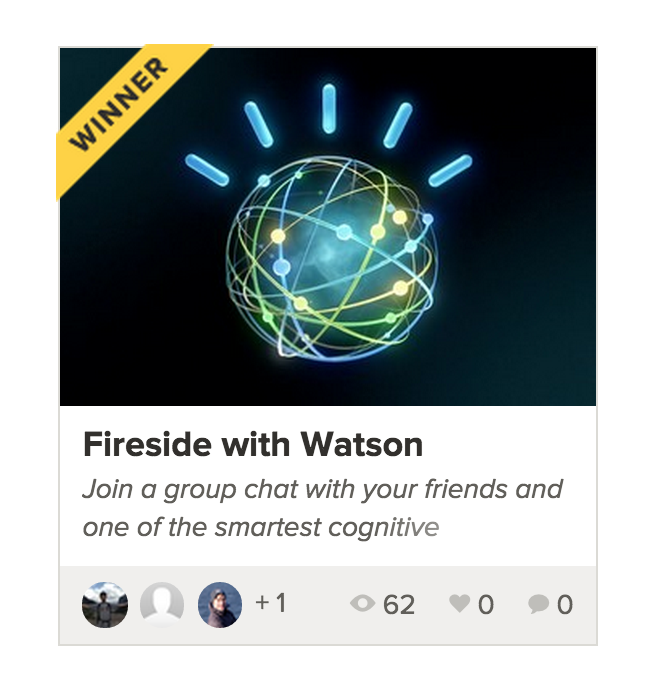 WINNER
Fireside with Watson
Join a group chat with your friends and
one of the smartest cognitive
+1 62 0 0